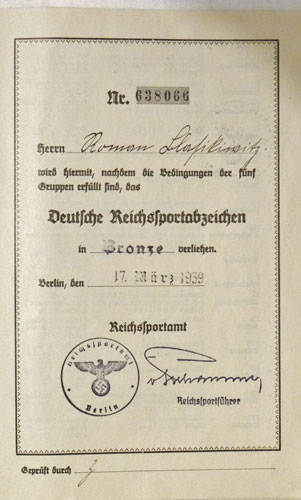 Nr. 638066
Herrn Roman
wird hiermit, nachdem die Bedingungen der fünf
Gruppen erfüllt sind, das
Deutsche Reichssportabzeichen
in Bronze verliehen.
Berlin, den 17. März 1939
Reichssportamt
Reichssportamt
Berlin
Reichssportführer
Geprüft durch